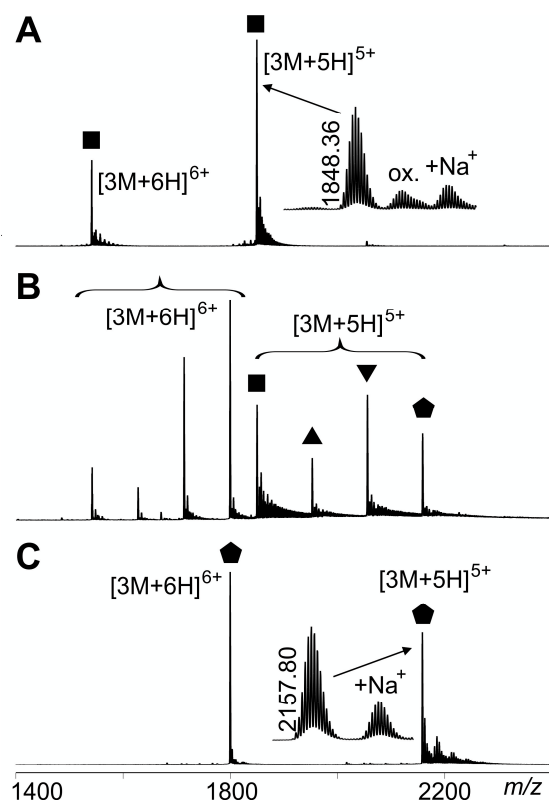 A
[3M+5H]5+
[3M+6H]6+
1848.36
ox.
+Na+
B
[3M+6H]6+
[3M+5H]5+
C
[3M+6H]6+
[3M+5H]5+
2157.80
+Na+
1400
1800
2200
m/z